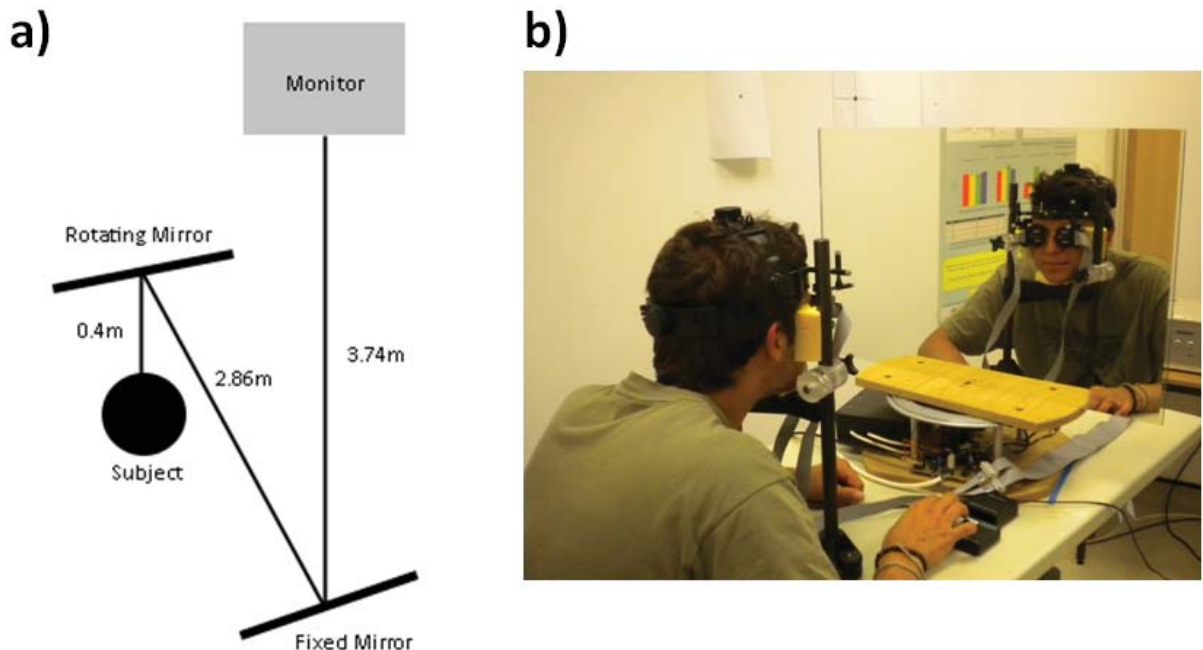 a)
Monitor
Rotating Mirror
0.4m
2.86m
3.74m
Subject
Fixed Mirror
b)